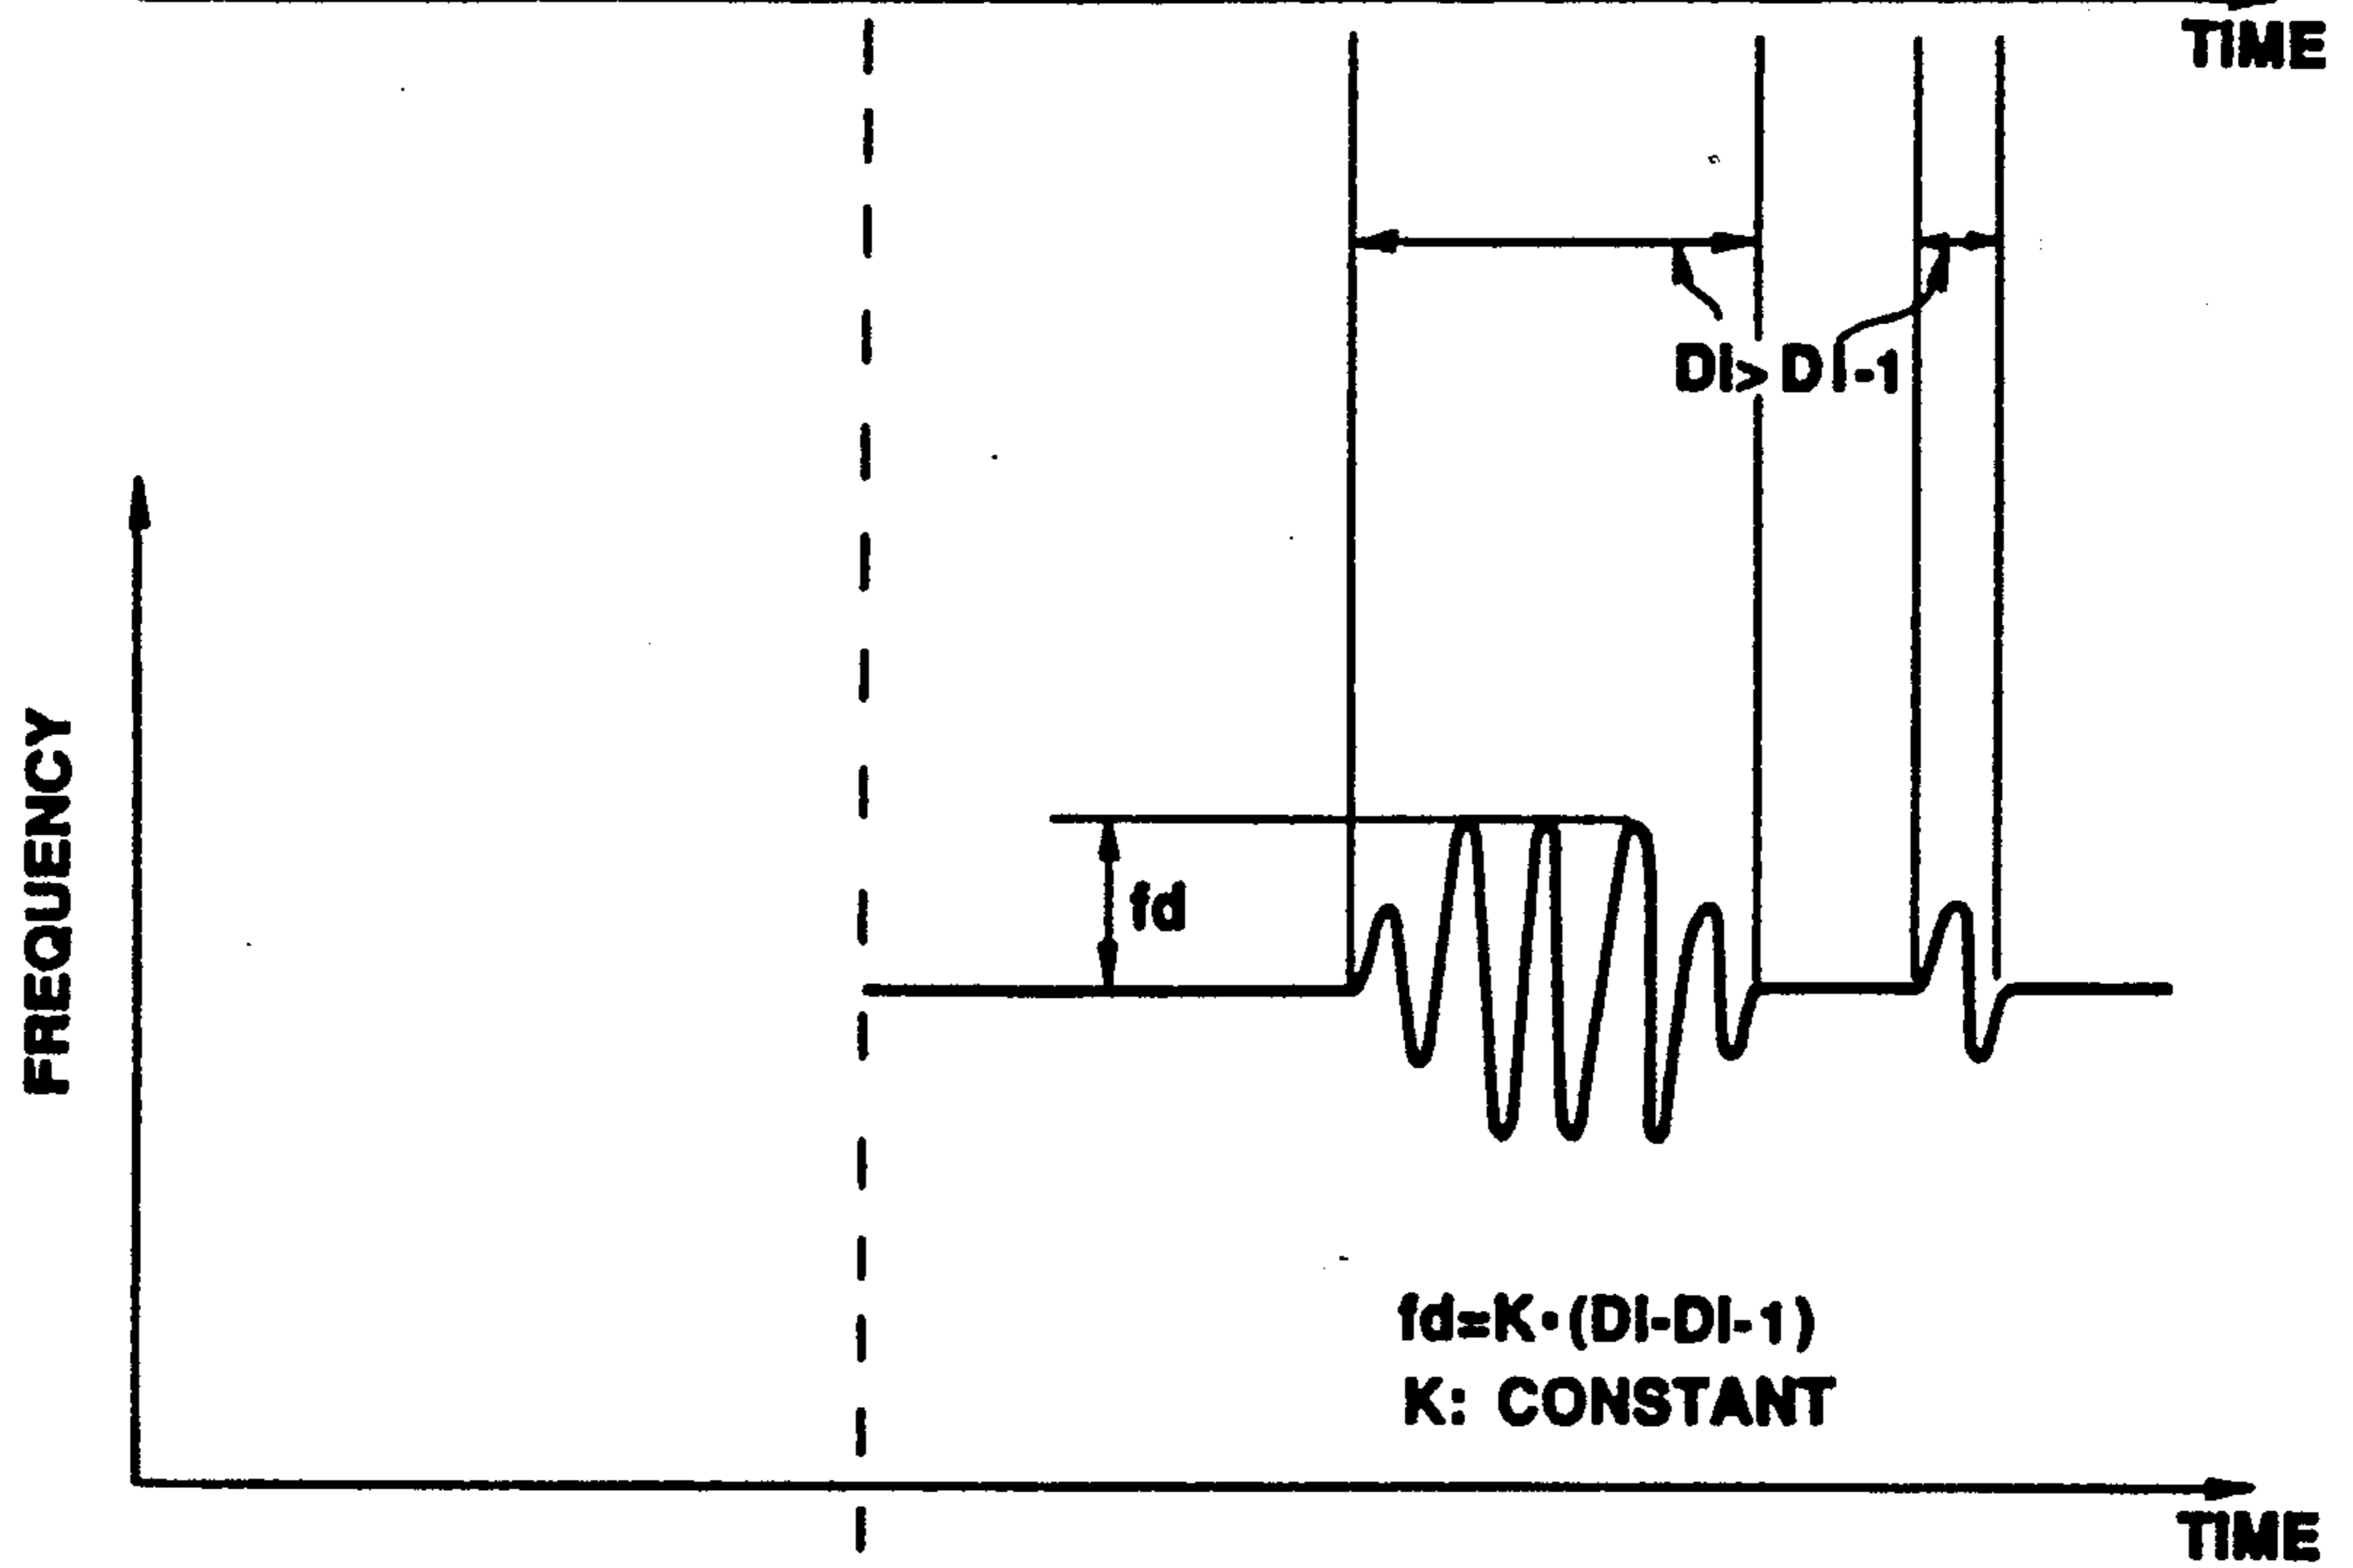 TIME
DI> DI-1
FREQUENCY
fd
fd=K•(DI-DI-1)
K: CONSTANT
TIME